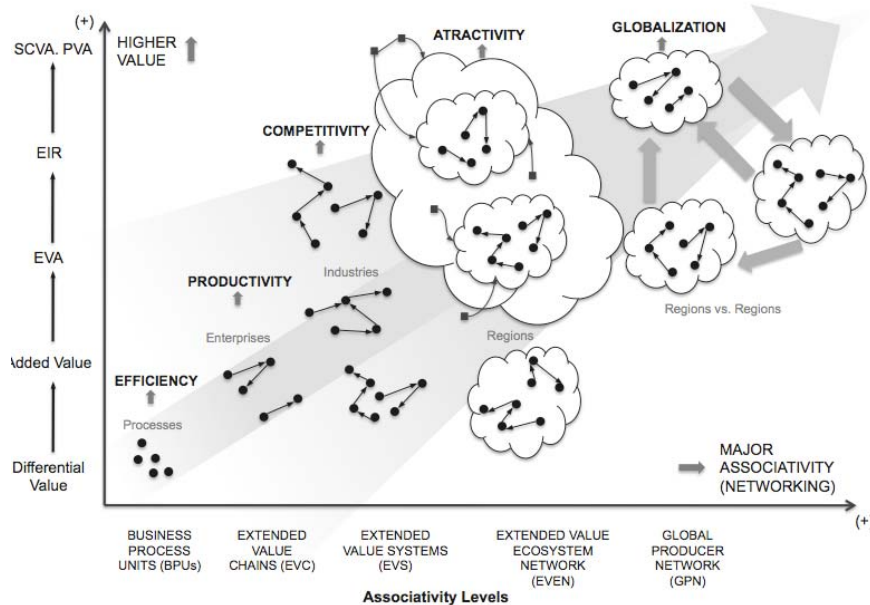 (+)
SCVA. PVA
HIGHER
VALUE
ATRACTIVITY
GLOBALIZATION
COMPETITIVITY
EIR
EVA
PRODUCTIVITY
Industries
Enterprises
Regions
Regions vs. Regions
Added Value
EFFICIENCY
Processes
Differential
Value
MAJOR
ASSOCIATIVITY
(NETWORKING)
(+)
BUSINESS
PROCESS
UNITS (BPUs)
EXTENDED
VALUE
CHAINS (EVC)
EXTENDED
VALUE SYSTEMS
(EVS)
EXTENDED VALUE
ECOSYSTEM
NETWORK
(EVEN)
GLOBAL
PRODUCER
NETWORK
(GPN)
Associativity Levels